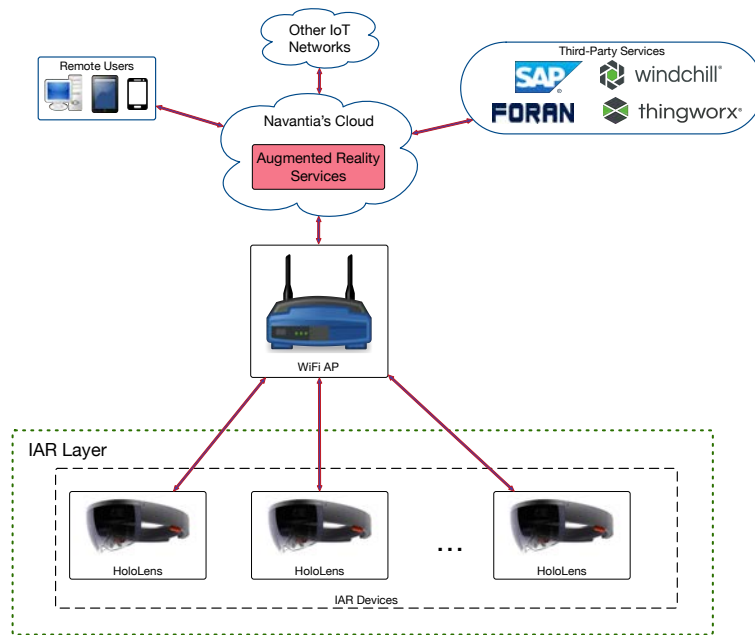 Other IoT
Networks
Remote Users
Third-Party Services
SAP
®
windchill®
FORAN
thingworx®
Navantia's Cloud
Augmented Reality
Services
WiFi AP
IAR Layer
HoloLens
HoloLens
...
HoloLens
IAR Devices